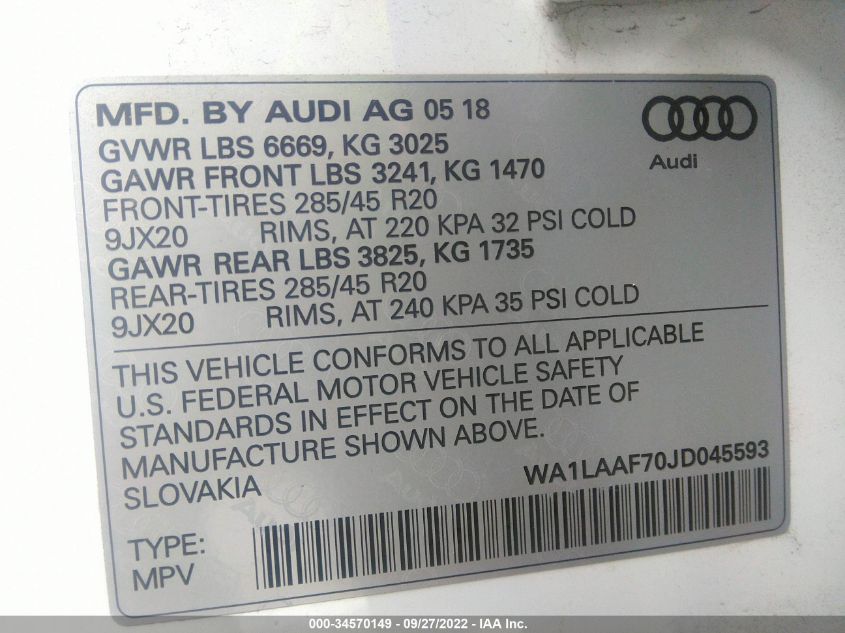 MFD. BY AUDI AG 05 18
GVWR LBS 6669, KG 3025
GAWR FRONT LBS 3241, KG 1470
FRONT-TIRES 285/45 R20
9JX20 RIMS, AT 220 KPA 32 PSI COLD
GAWR REAR LBS 3825, KG 1735
REAR-TIRES 285/45 R20
9JX20 RIMS, AT 240 KPA 35 PSI COLD
Audi
THIS VEHICLE CONFORMS TO ALL APPLICABLE
U.S. FEDERAL MOTOR VEHICLE SAFETY
STANDARDS IN EFFECT ON THE DATE OF
MANUFACTURE SHOWN ABOVE.
SLOVAKIA
WA1LAAF70JD045593
TYPE:
MPV
000-34570149 - 09/27/2022 - IAA Inc.